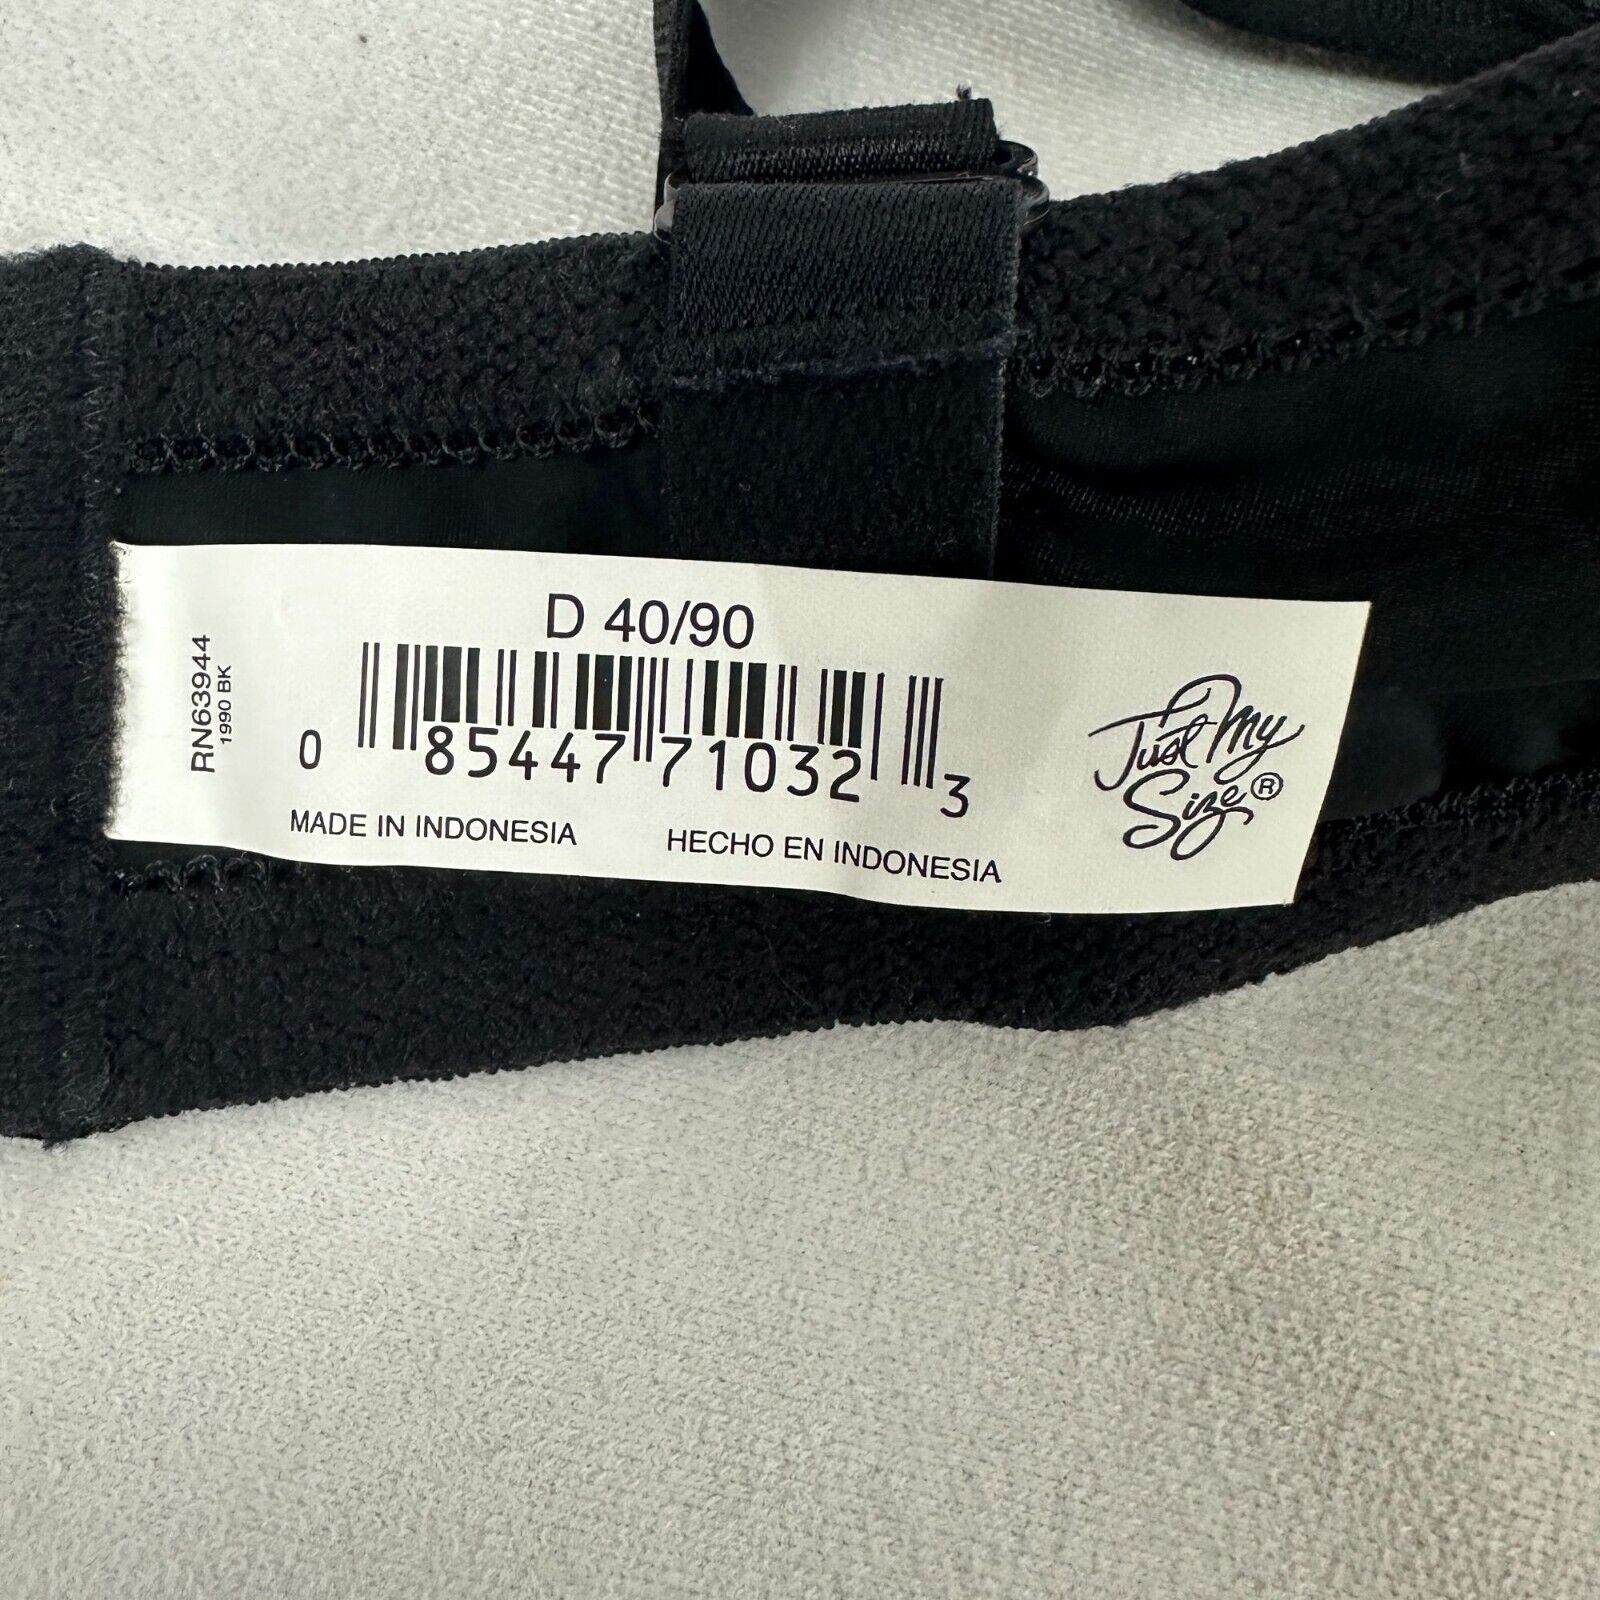 D 40/90
RN63944
1990 BK
0 85447 71032 3
MADE IN INDONESIA
HECHO EN INDONESIA
Just My
Size®